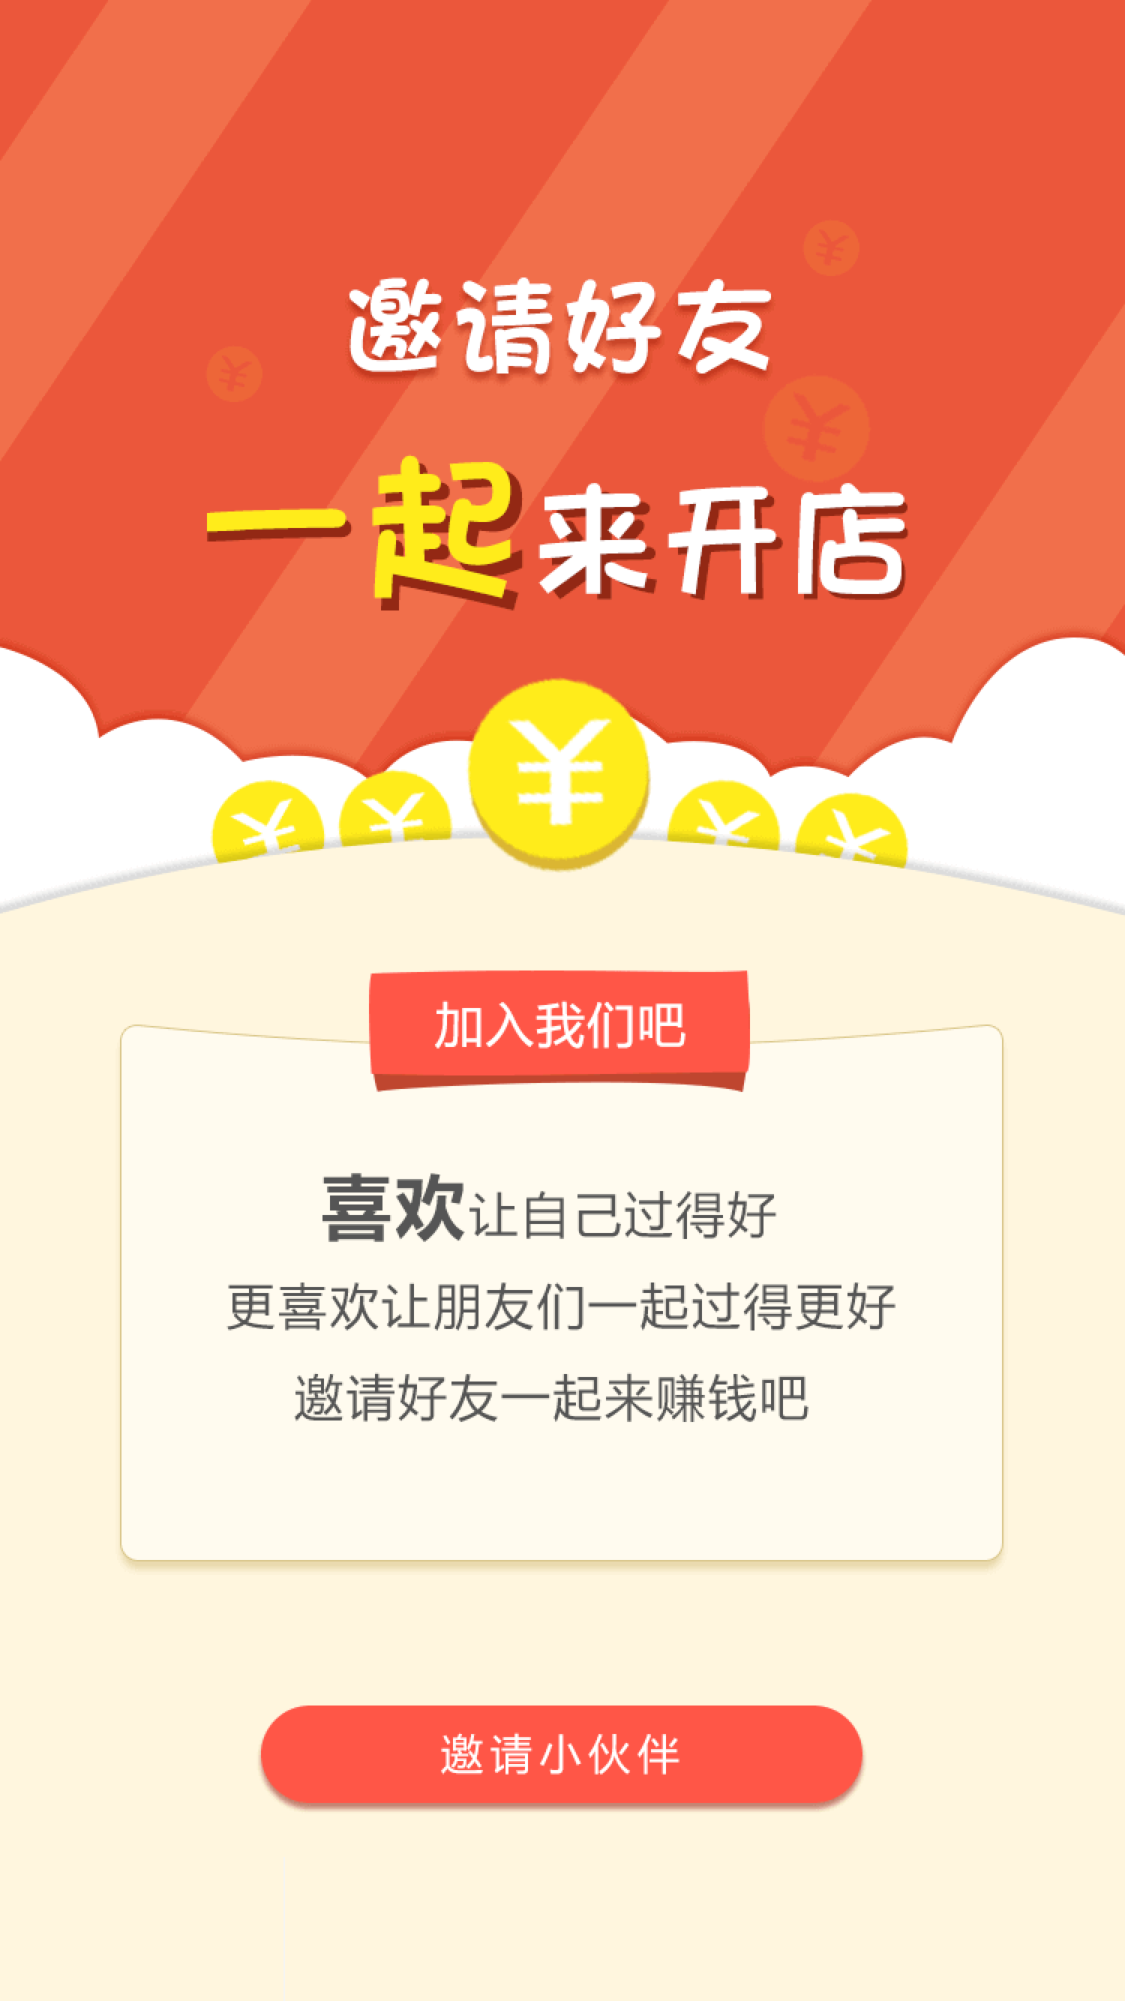 邀请好友
一起来开店
¥
加入我们吧
喜欢让自己过得好
更喜欢让朋友们一起过得更好
邀请好友一起来赚钱吧
邀请小伙伴